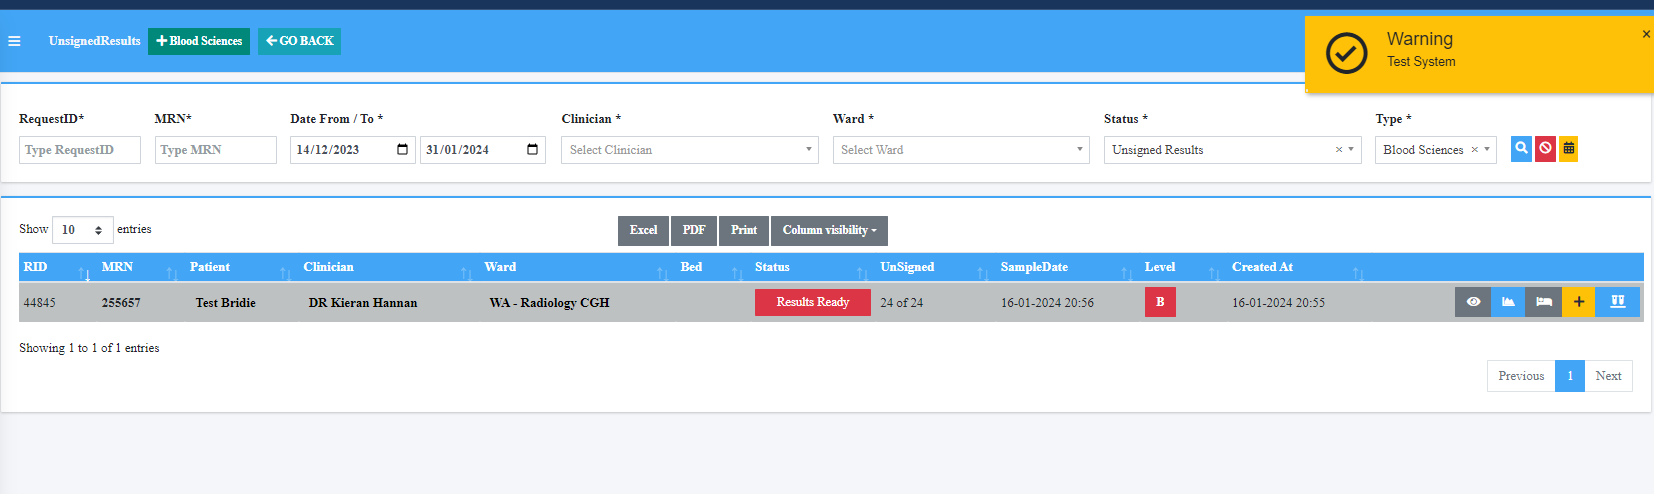 UnsignedResults + Blood Sciences GO BACK
Warning
Test System
×
RequestID* MRN* Date From / To * Clinician * Ward * Status * Type *
Type RequestID Type MRN 14/12/2023 31/01/2024 Select Clinician Select Ward Unsigned Results × Blood Sciences ×
Show 10 entries Excel PDF Print Column visibility
RID MRN Patient Clinician Ward Bed Status UnSigned SampleDate Level Created At
44845 255657 Test Bridie DR Kieran Hannan WA - Radiology CGH Results Ready 24 of 24 16-01-2024 20:56 B 16-01-2024 20:55
Showing 1 to 1 of 1 entries
Previous 1 Next